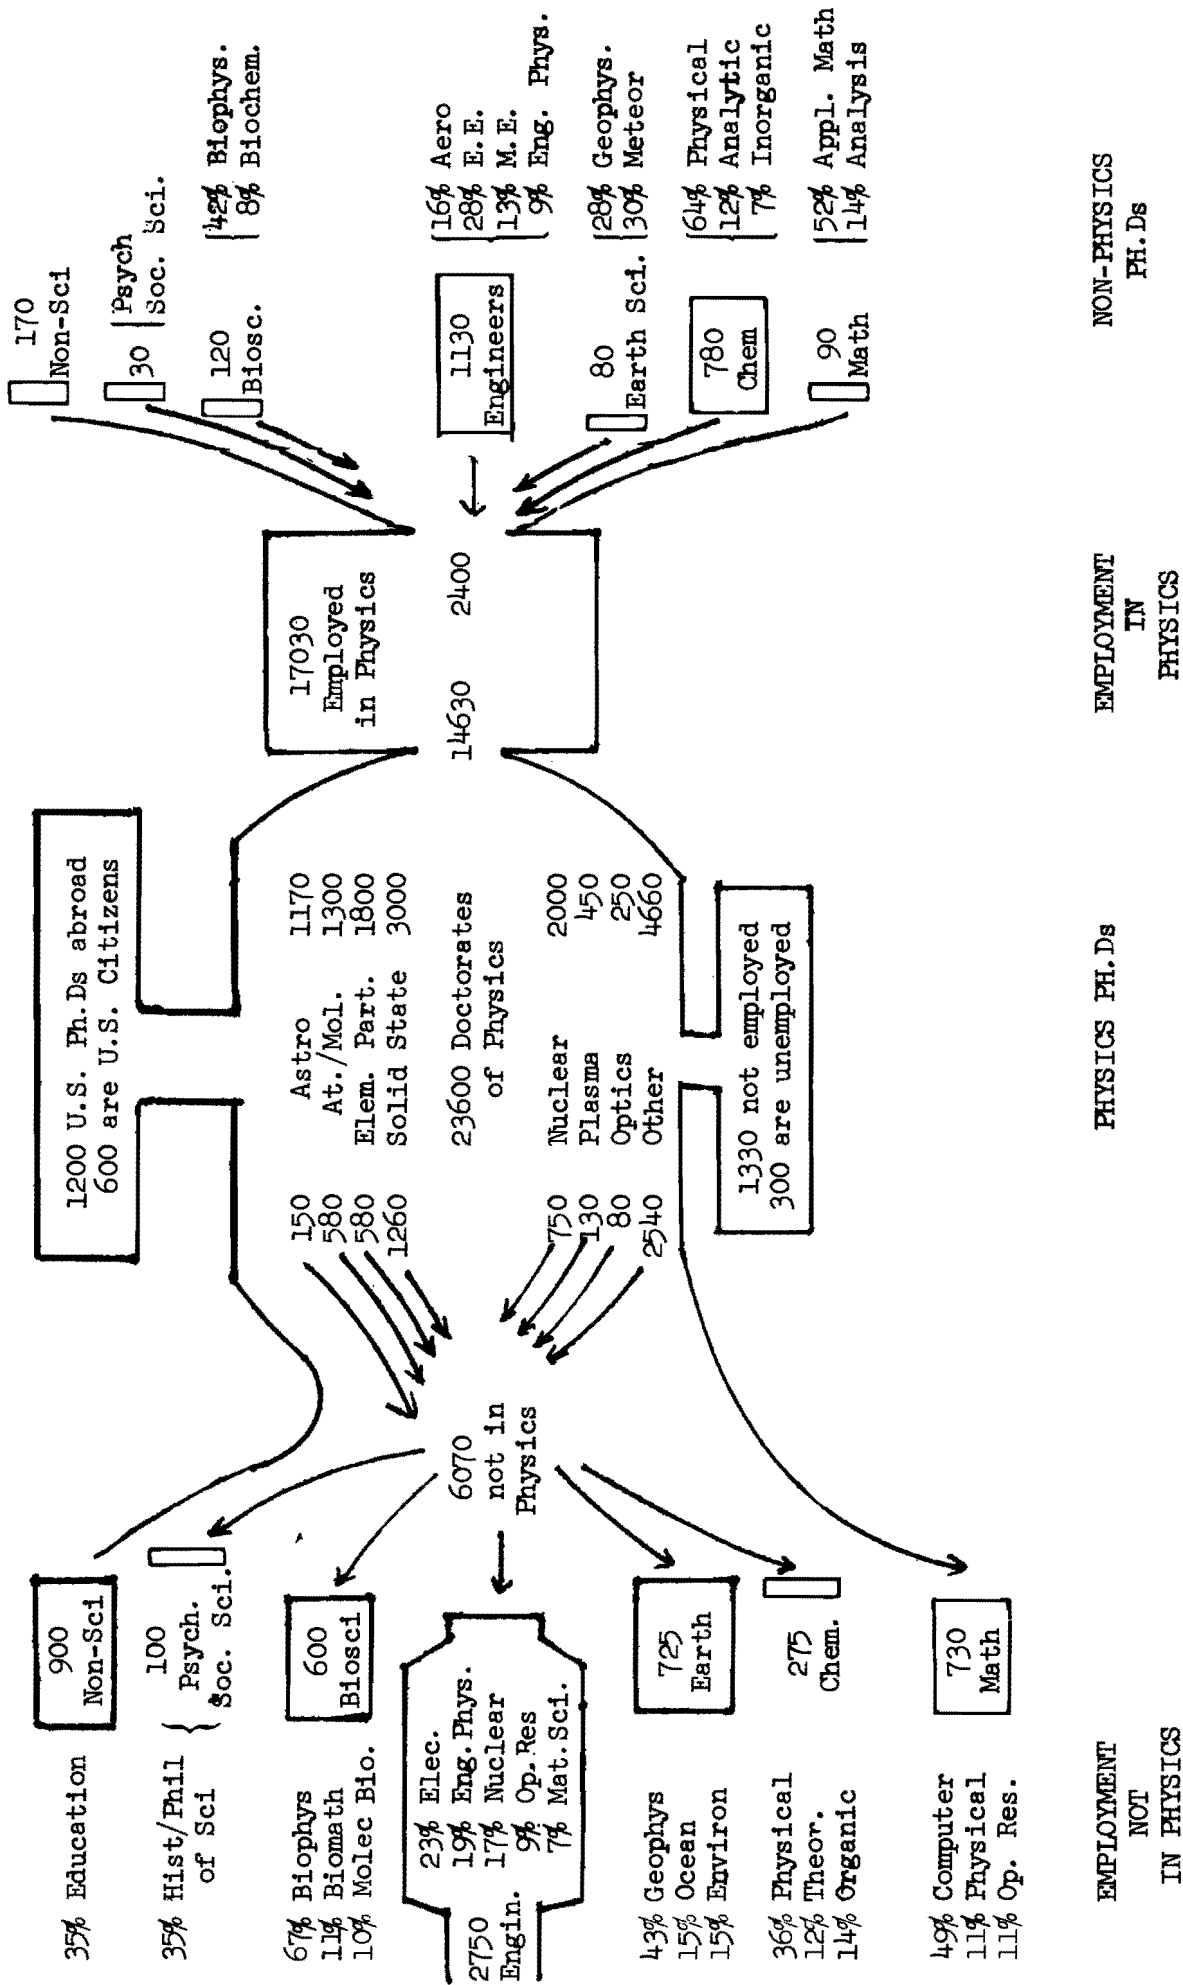 35% Education
900
Non-Sci
35% Hist/Phil
of Sci
100
Psych.
Soc. Sci.
67% Biophys
11% Biomath
10% Molec Bio.
600
Biosci
2750
Engin.
23% Elec.
19% Eng.Phys.
17% Nuclear
9% Op.Res
7% Mat.Sci.
43% Geophys
15% Ocean
15% Environ
725
Earth
36% Physical
12% Theor.
14% Organic
275
Chem.
49% Computer
11% Physical
11% Op. Res.
730
Math
6070
not in
Physics
1200 U.S. Ph.Ds abroad
600 are U.S. Citizens
150 Astro 1170
580 At./Mol. 1300
580 Elem. Part. 1800
1260 Solid State 3000
23600 Doctorates
of Physics
750 Nuclear 2000
130 Plasma 450
80 Optics 250
2540 Other 4660
1330 not employed
300 are unemployed
17030
Employed
in Physics
14630 2400
170
Non-Sci
30 Psych
Soc. Sci.
120
Biosc.
42% Biophys.
8% Biochem.
1130
Engineers
16% Aero
28% E.E.
13% M.E.
9% Eng. Phys.
80
Earth Sci.
28% Geophys.
30% Meteor
780
Chem
64% Physical
12% Analytic
7% Inorganic
90
Math
52% Appl. Math
14% Analysis
EMPLOYMENT
NOT
IN PHYSICS
PHYSICS PH.Ds
EMPLOYMENT
IN
PHYSICS
NON-PHYSICS
PH.Ds